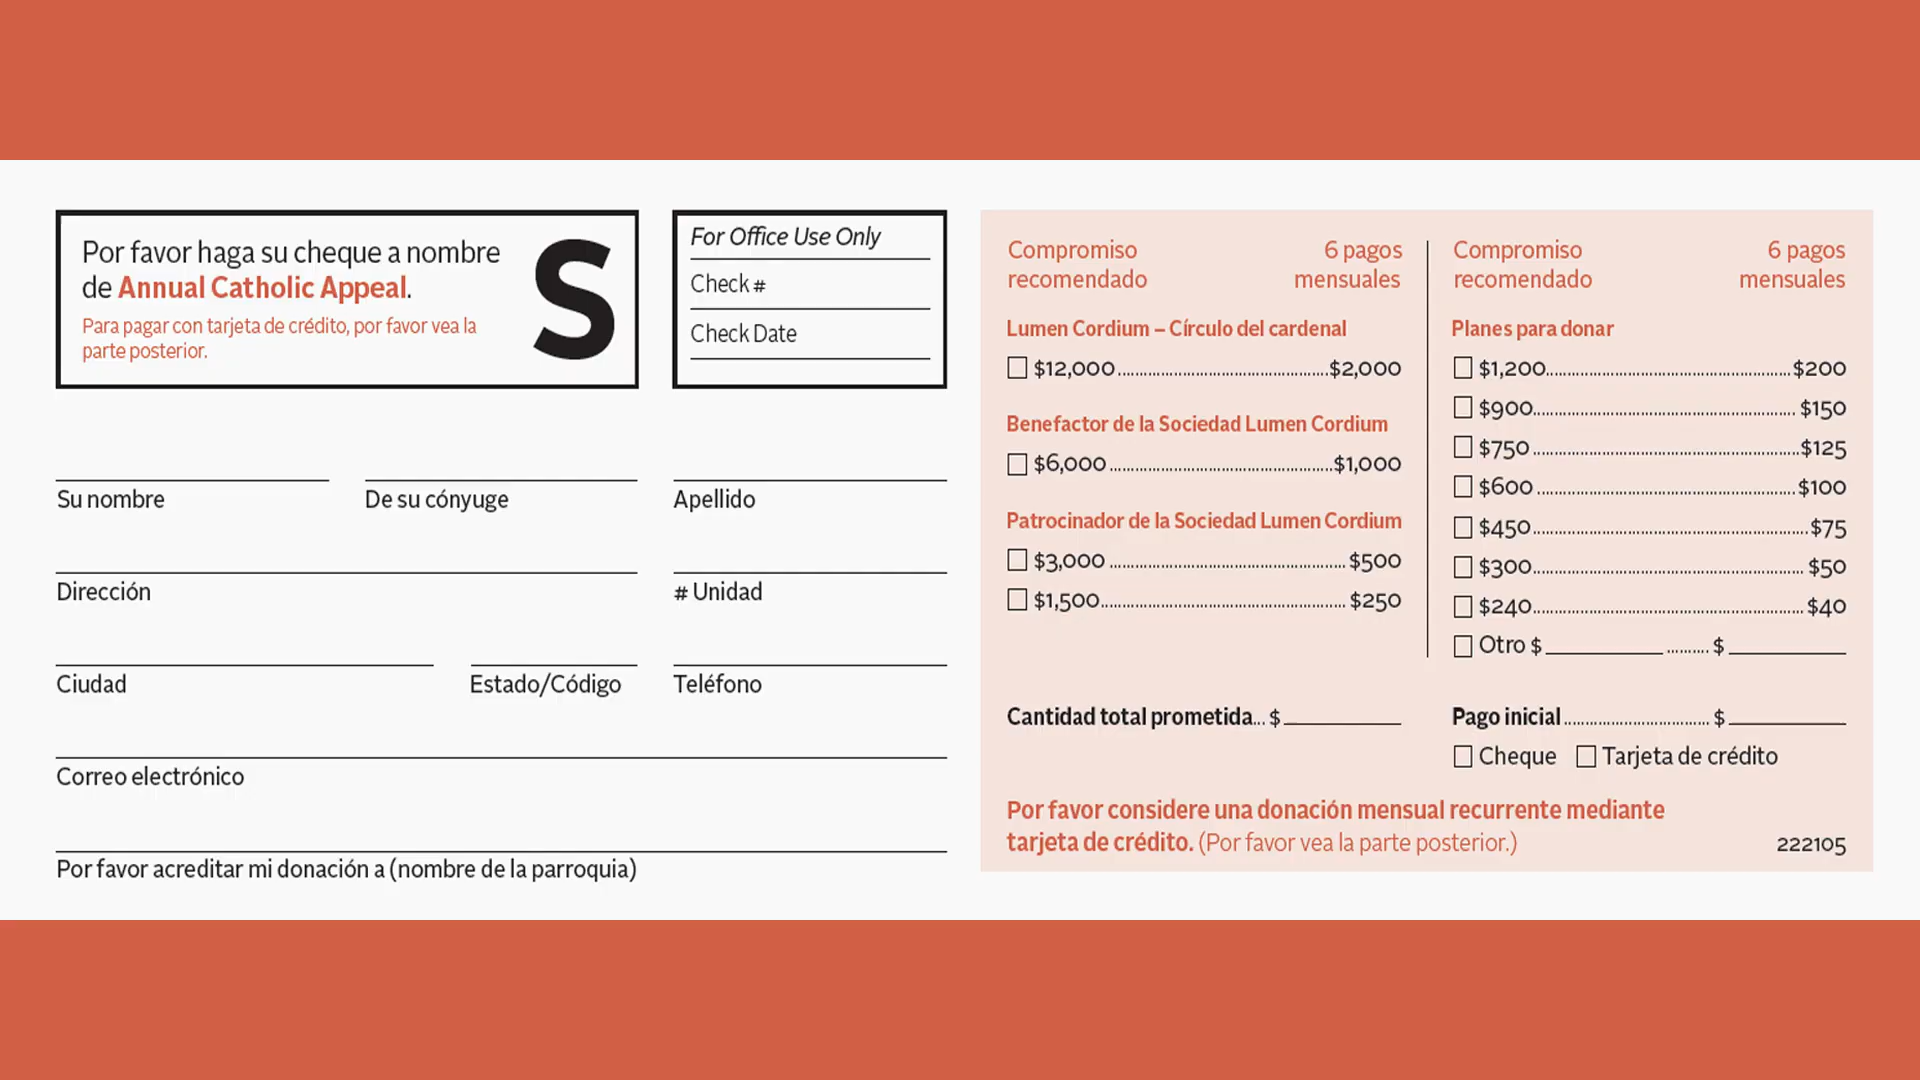 Por favor haga su cheque a nombre
de Annual Catholic Appeal.
Para pagar con tarjeta de crédito, por favor vea la
parte posterior.
S
For Office Use Only
Check #
Check Date
Su nombre
De su cónyuge
Apellido
Dirección
# Unidad
Ciudad
Estado/Código
Teléfono
Correo electrónico
Por favor acreditar mi donación a (nombre de la parroquia)
Compromiso 6 pagos
recomendado mensuales
Lumen Cordium – Círculo del cardenal
$12,000 $2,000
Benefactor de la Sociedad Lumen Cordium
$6,000 $1,000
Patrocinador de la Sociedad Lumen Cordium
$3,000 $500
$1,500 $250
Compromiso 6 pagos
recomendado mensuales
Planes para donar
$1,200 $200
$900 $150
$750 $125
$600 $100
$450 $75
$300 $50
$240 $40
Otro $ $
Cantidad total prometida... $
Pago inicial $
Cheque Tarjeta de crédito
Por favor considere una donación mensual recurrente mediante
tarjeta de crédito. (Por favor vea la parte posterior.)
222105